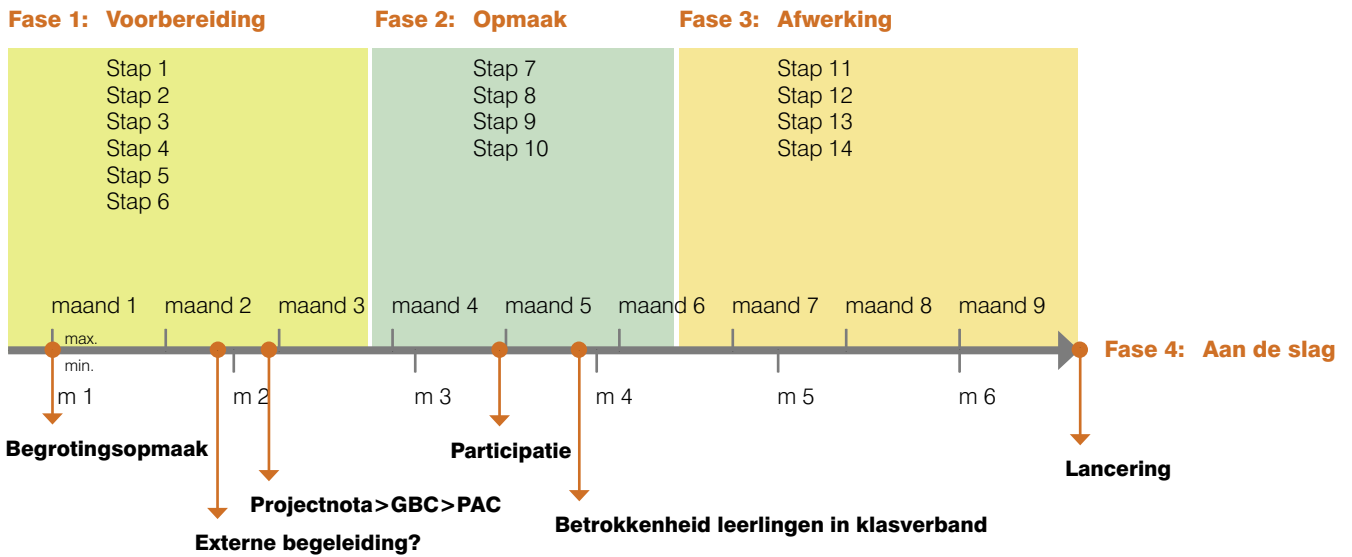 Fase 1: Voorbereiding
Fase 2: Opmaak
Fase 3: Afwerking
Stap 1
Stap 2
Stap 3
Stap 4
Stap 5
Stap 6
Stap 7
Stap 8
Stap 9
Stap 10
Stap 11
Stap 12
Stap 13
Stap 14
maand 1 maand 2 maand 3 maand 4 maand 5 maand 6 maand 7 maand 8 maand 9
max.
min.
Fase 4: Aan de slag
m 1 m 2 m 3 m 4 m 5 m 6
Begrotingsopmaak
Participatie
Lancering
Projectnota>GBC>PAC
Betrokkenheid leerlingen in klasverband
Externe begeleiding?